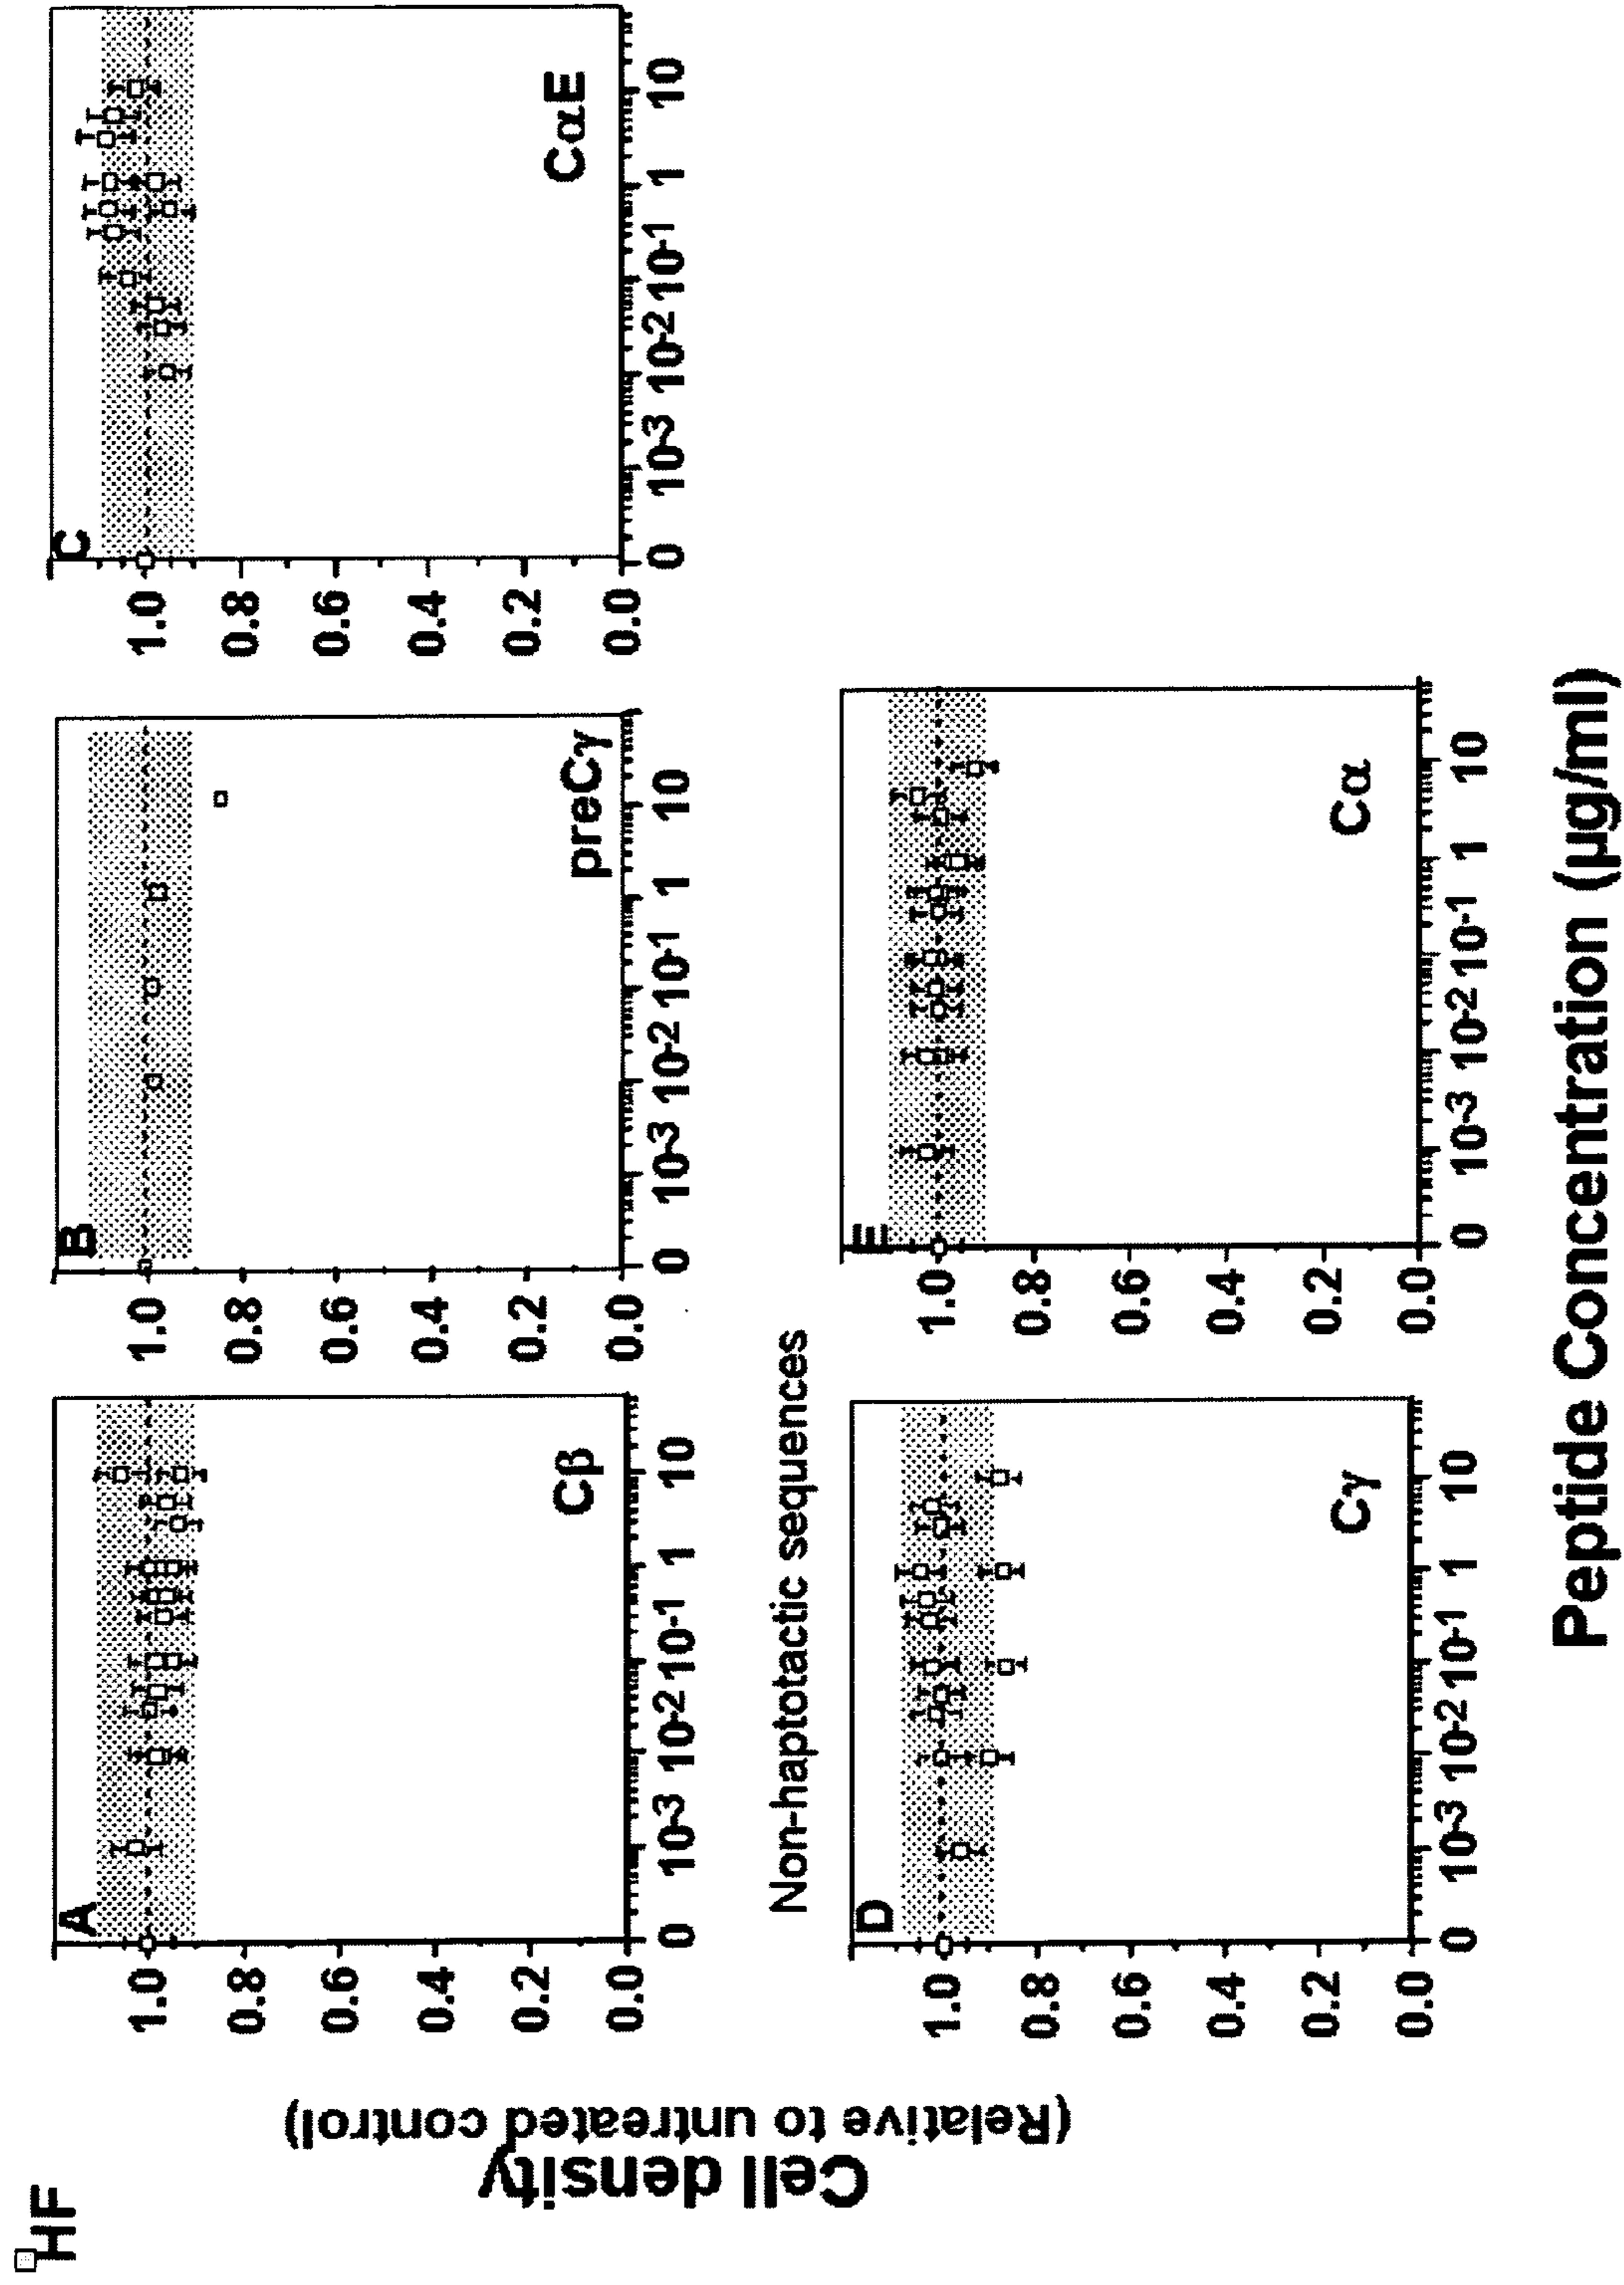 HF
Cell density
(Relative to untreated control)
A
1.0
0.8
0.6
0.4
0.2
0.0
Cβ
0 10-3 10-2 10-1 1 10
B
1.0
0.8
0.6
0.4
0.2
0.0
preCγ
0 10-3 10-2 10-1 1 10
C
1.0
0.8
0.6
0.4
0.2
0.0
CαE
0 10-3 10-2 10-1 1 10
Non-haptotactic sequences
D
1.0
0.8
0.6
0.4
0.2
0.0
Cγ
0 10-3 10-2 10-1 1 10
E
1.0
0.8
0.6
0.4
0.2
0.0
Cα
0 10-3 10-2 10-1 1 10
Peptide Concentration (µg/ml)